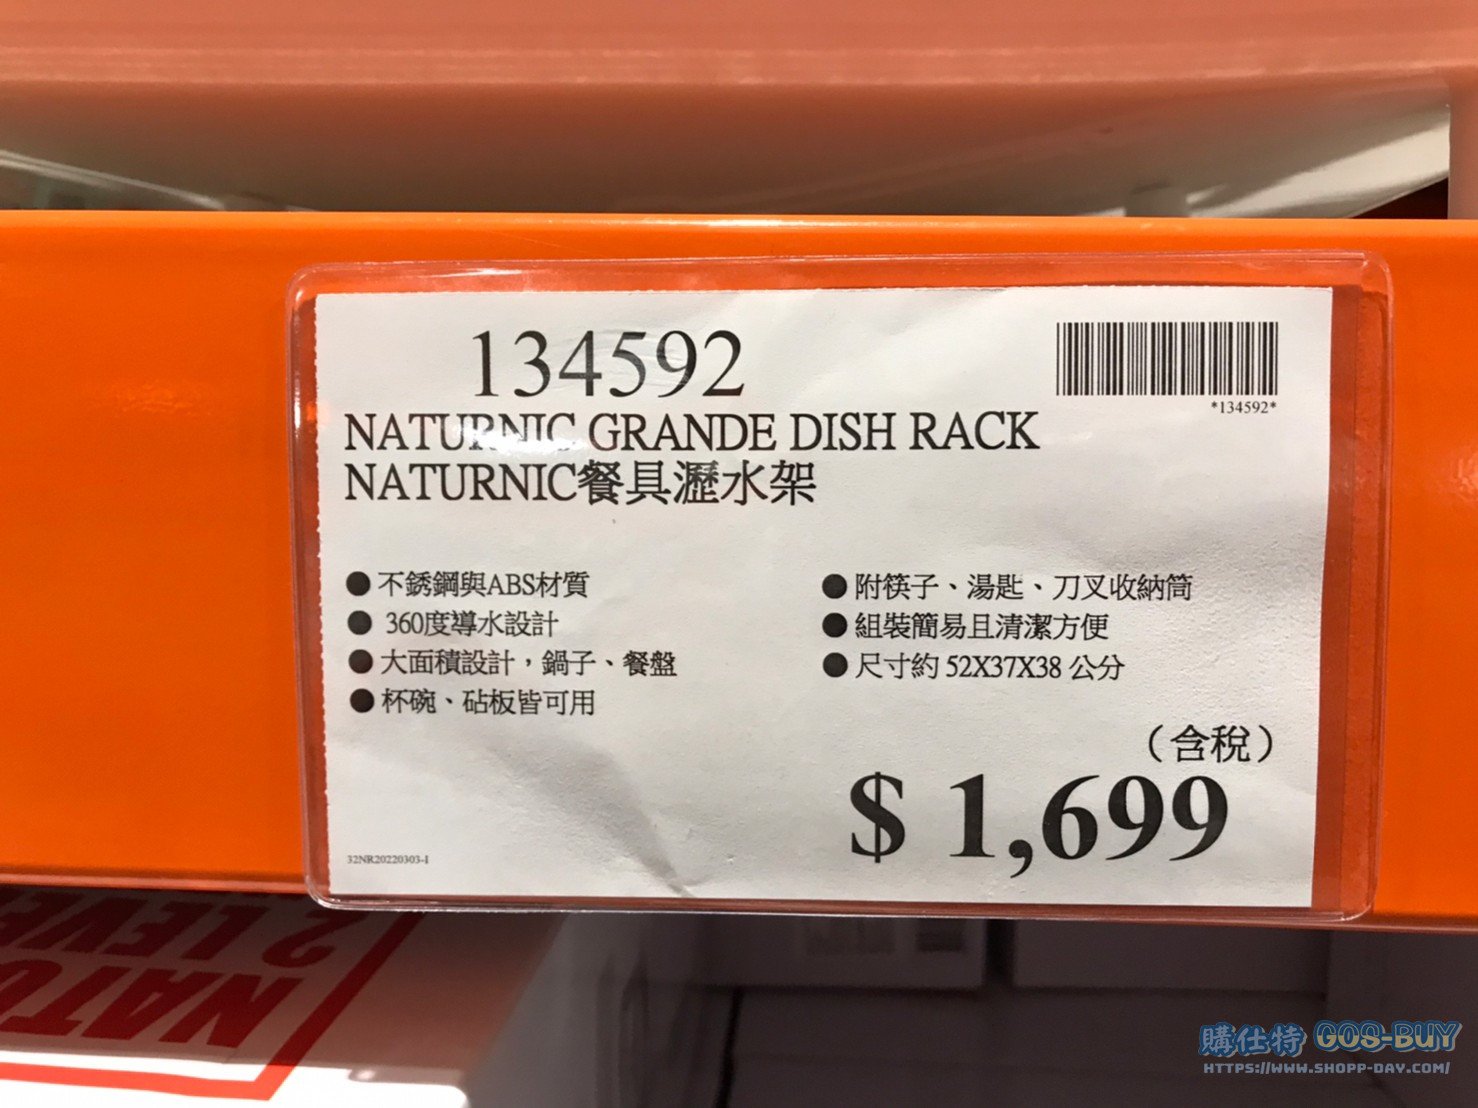 134592
*134592*
NATURNIC GRANDE DISH RACK
NATURNIC餐具瀝水架
●不銹鋼與ABS材質
● 360度導水設計
●大面積設計，鍋子、餐盤
●杯碗、砧板皆可用
●附筷子、湯匙、刀叉收納筒
●組裝簡易且清潔方便
●尺寸約 52X37X38 公分
（含稅）
$ 1,699
32NR20220303-1
NATU
2 LEVE
購仕特 GOS-BUY
HTTPS://WWW.SHOPP-DAY.COM/